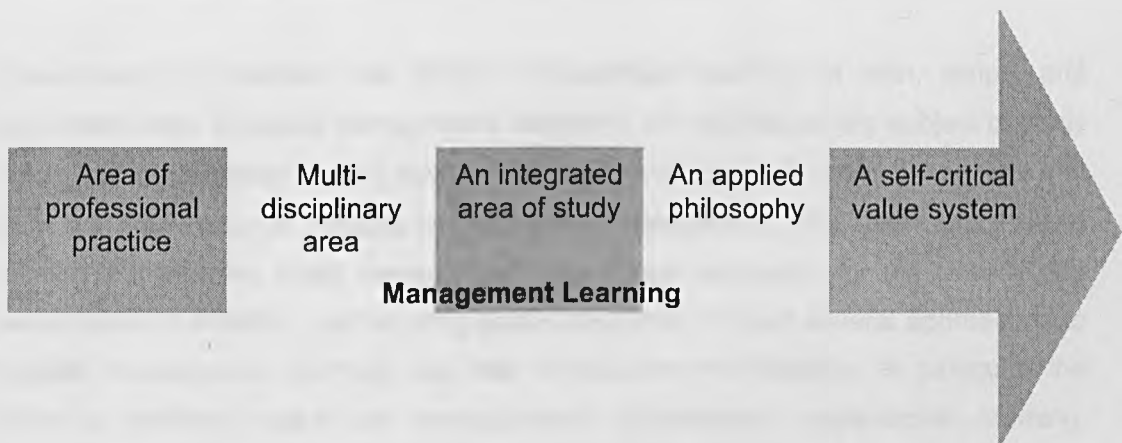 Area of
professional
practice
Multi-
disciplinary
area
An integrated
area of study
An applied
philosophy
A self-critical
value system
Management Learning